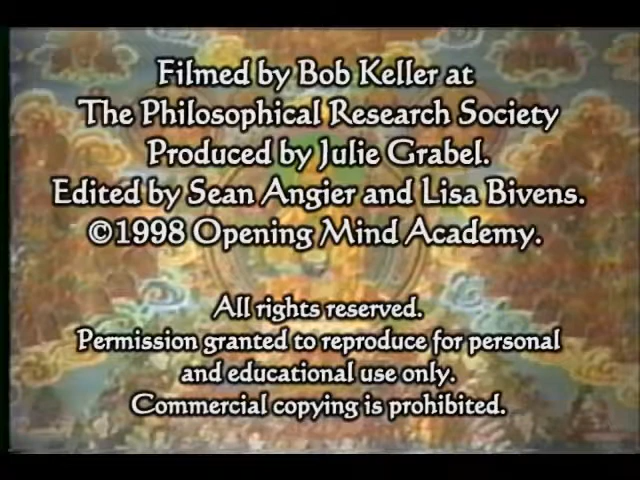 Filmed by Bob Keller at
The Philosophical Research Society
Produced by Julie Grabel.
Edited by Sean Angier and Lisa Bivens.
©1998 Opening Mind Academy.
All rights reserved.
Permission granted to reproduce for personal
and educational use only.
Commercial copying is prohibited.